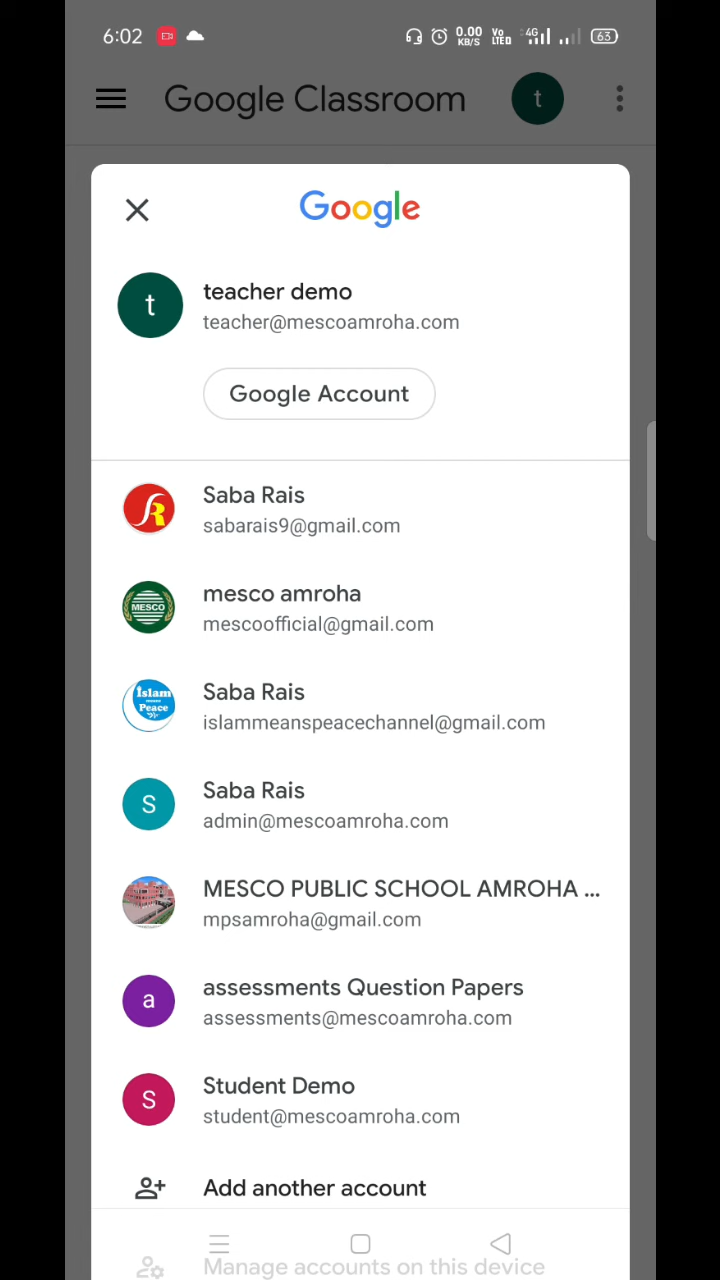 6:02 0.00 KB/S Vo LTED 4G 63
Google Classroom t
Google
t teacher demo
teacher@mescoamroha.com
Google Account
Saba Rais
sabarais9@gmail.com
MESCO mesco amroha
mescoofficial@gmail.com
Islam means Peace Saba Rais
islammeanspeacechannel@gmail.com
S Saba Rais
admin@mescoamroha.com
MESCO PUBLIC SCHOOL AMROHA ...
mpsamroha@gmail.com
a assessments Question Papers
assessments@mescoamroha.com
S Student Demo
student@mescoamroha.com
Add another account
Manage accounts on this device